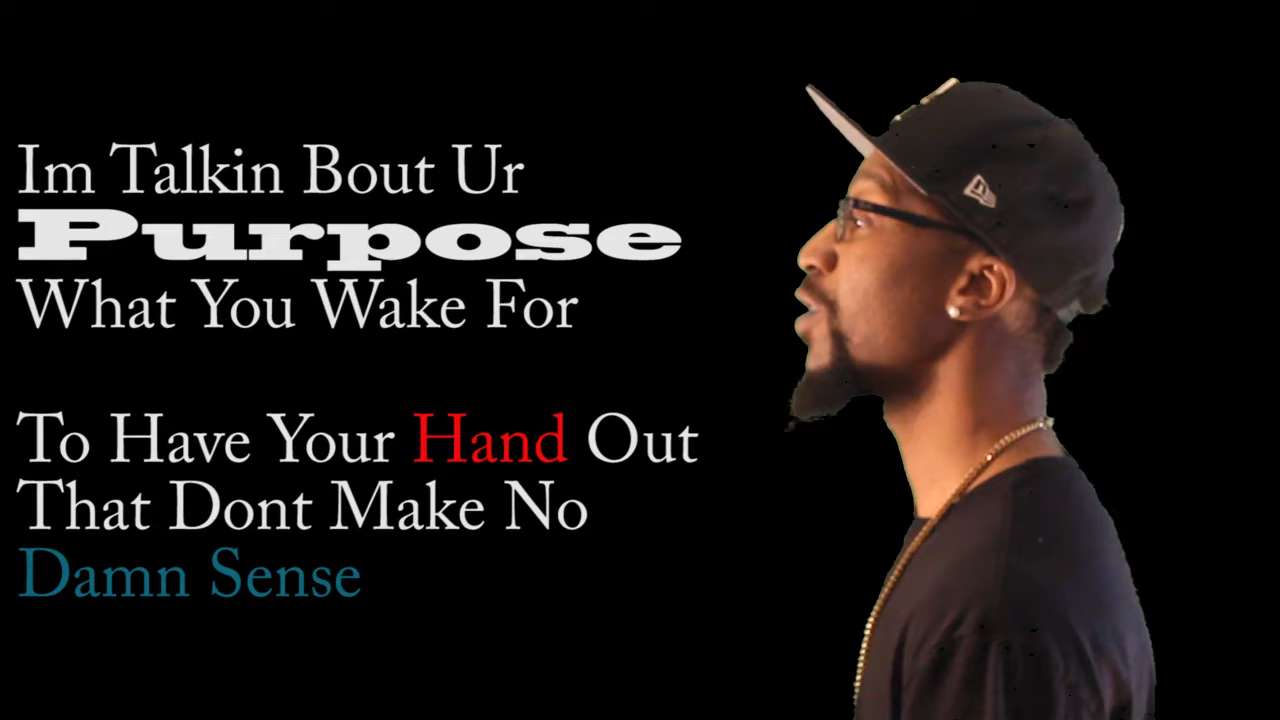 Im Talkin Bout Ur
Purpose
What You Wake For
To Have Your Hand Out
That Dont Make No
Damn Sense